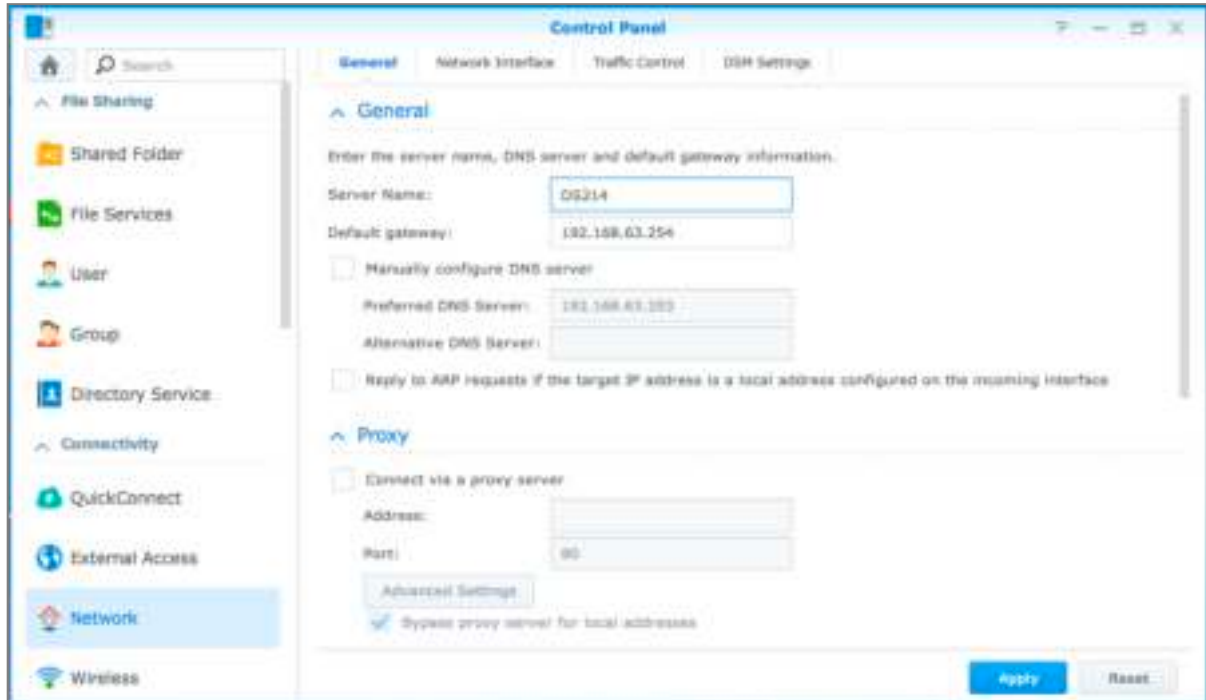 Control Panel
Search
General Network Interface Traffic Control DSM Settings
File Sharing
Shared Folder
File Services
User
Group
Directory Service
Connectivity
QuickConnect
External Access
Network
Wireless
General
Enter the server name, DNS server and default gateway information.
Server Name: DS214
Default gateway: 192.168.63.254
Manually configure DNS server
Preferred DNS Server:
Alternative DNS Server:
Reply to ARP requests if the target IP address is a local address configured on the incoming interface
Proxy
Connect via a proxy server
Address:
Port: 80
Advanced Settings
Bypass proxy server for local addresses
Apply Reset